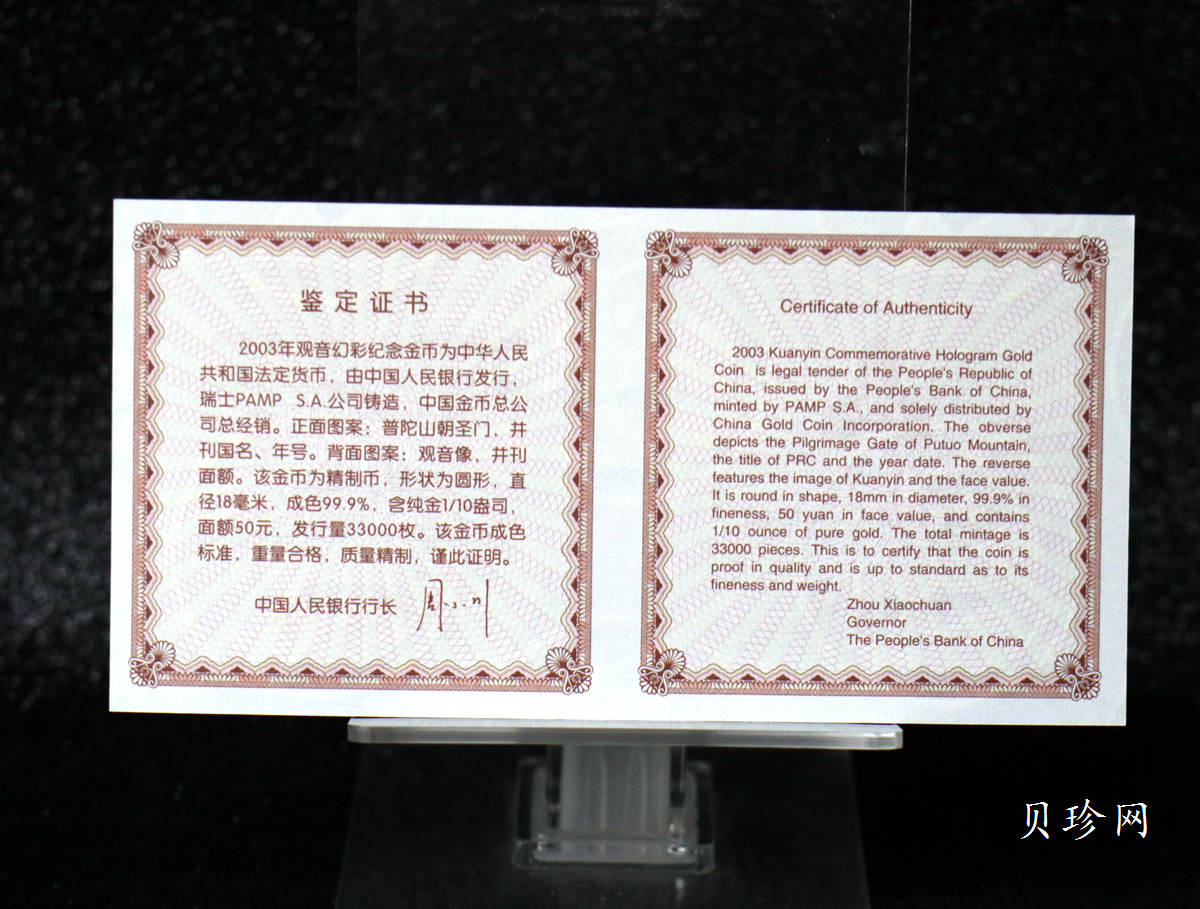 鉴定证书
2003年观音幻彩纪念金币为中华人民
共和国法定货币，由中国人民银行发行，
瑞士PAMP S.A.公司铸造，中国金币总公
司总经销。正面图案：普陀山朝圣门，并
刊国名、年号。背面图案：观音像，并刊
面额。该金币为精制币，形状为圆形，直
径18毫米，成色99.9%，含纯金1/10盎司，
面额50元，发行量33000枚。该金币成色
标准，重量合格，质量精制，谨此证明。
中国人民银行行长 周小川
Certificate of Authenticity
2003 Kuanyin Commemorative Hologram Gold
Coin is legal tender of the People's Republic of
China, issued by the People's Bank of China,
minted by PAMP S.A., and solely distributed by
China Gold Coin Incorporation. The obverse
depicts the Pilgrimage Gate of Putuo Mountain,
the title of PRC and the year date. The reverse
features the image of Kuanyin and the face value.
It is round in shape, 18mm in diameter, 99.9% in
fineness, 50 yuan in face value, and contains
1/10 ounce of pure gold. The total mintage is
33000 pieces. This is to certify that the coin is
proof in quality and is up to standard as to its
fineness and weight.
Zhou Xiaochuan
Governor
The People's Bank of China
贝珍网